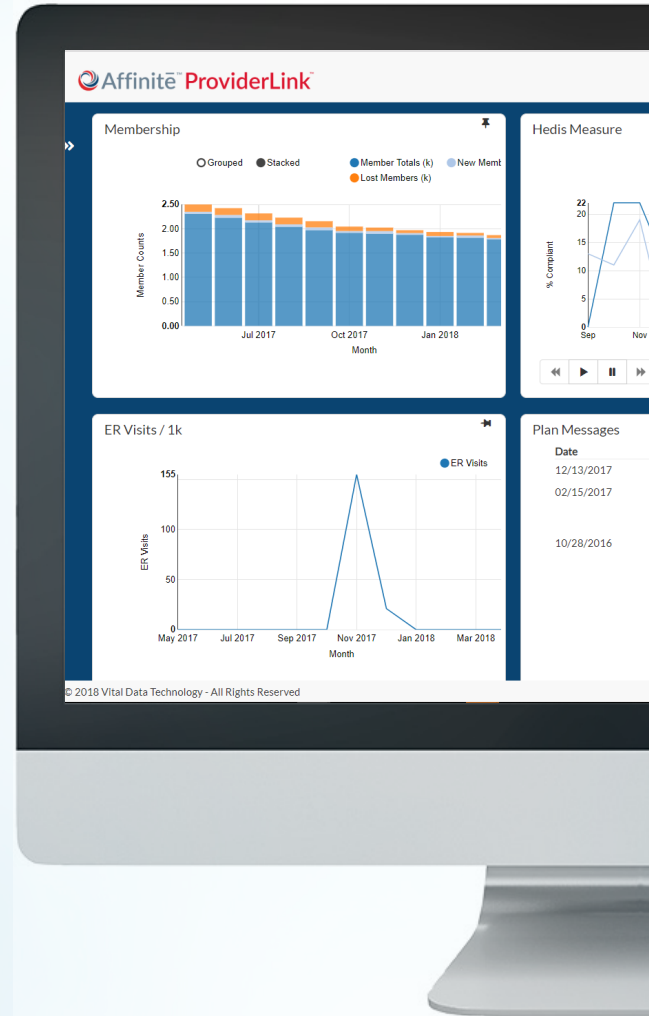 Affinitē™ ProviderLink™
Membership
Grouped Stacked Member Totals (k) New Memb
Lost Members (k)
2.50
2.00
1.50
1.00
0.50
0.00
Member Counts
Jul 2017 Oct 2017 Jan 2018
Month
Hedis Measure
22
20
15
10
5
0
% Compliant
Sep Nov
ER Visits / 1k
ER Visits
155
100
50
0
ER Visits
May 2017 Jul 2017 Sep 2017 Nov 2017 Jan 2018 Mar 2018
Month
Plan Messages
Date
12/13/2017
02/15/2017
10/28/2016
© 2018 Vital Data Technology - All Rights Reserved